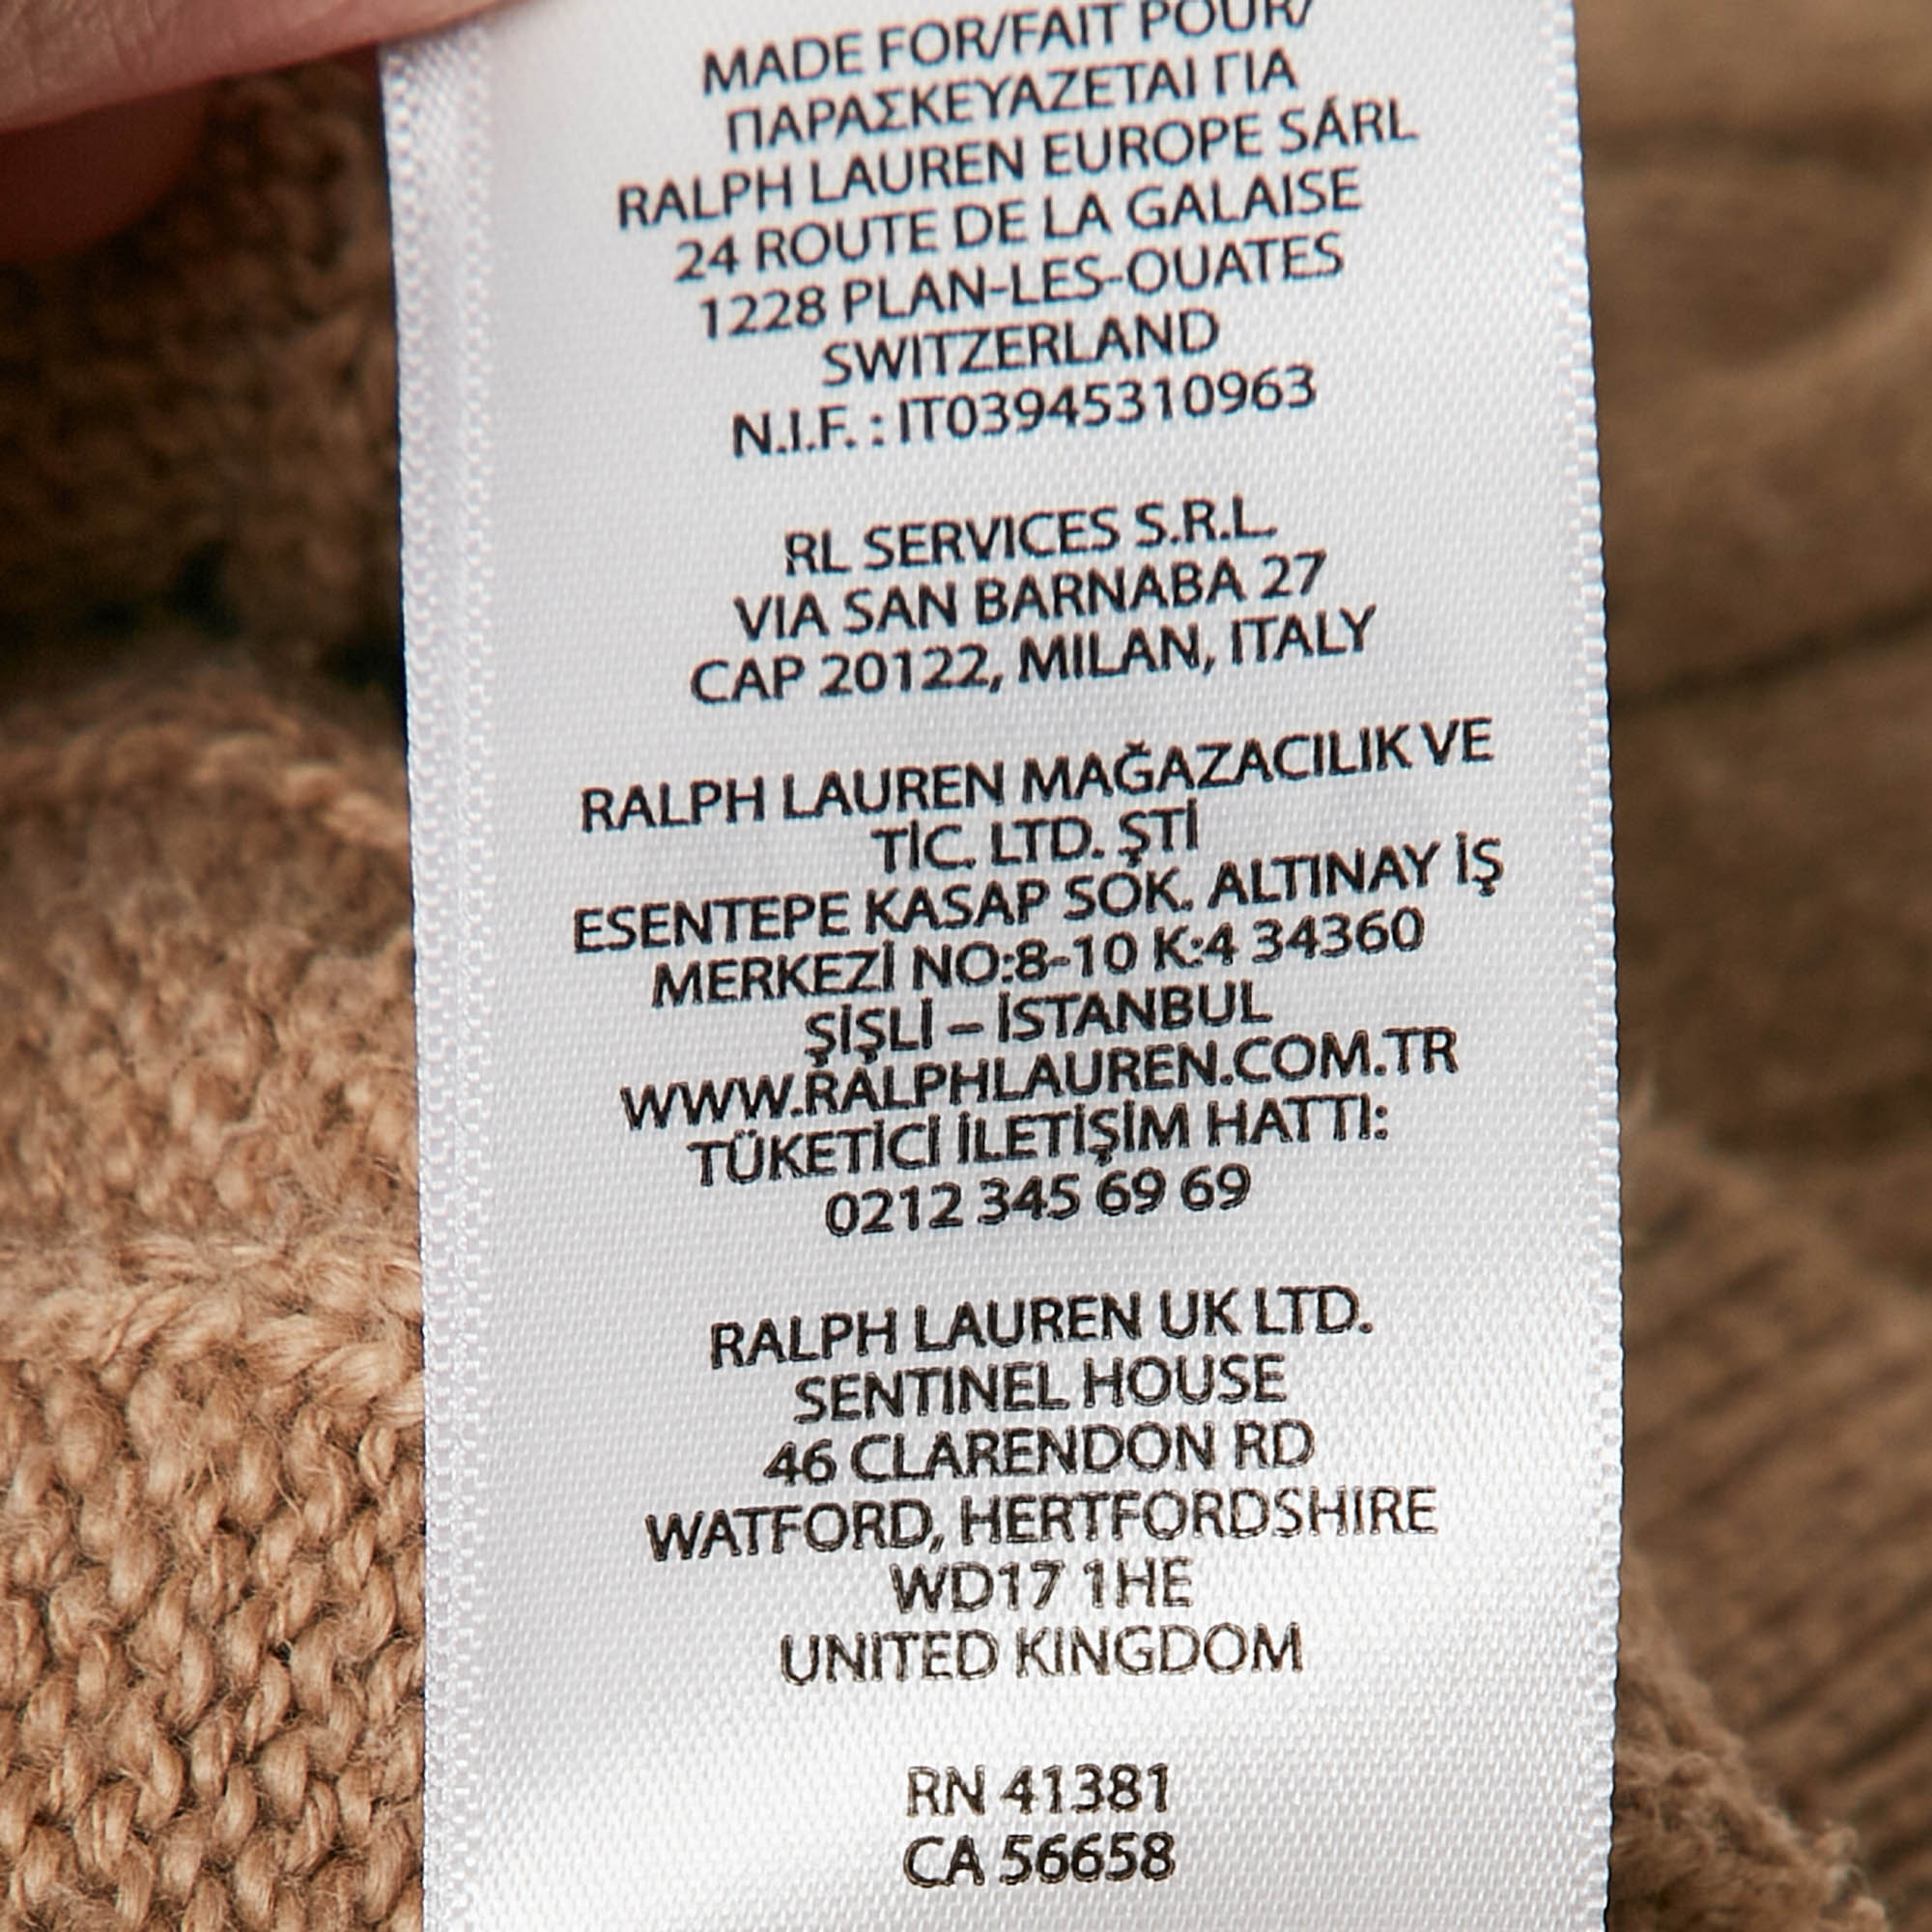 MADE FOR/FAIT POUR/
ΠΑΡΑΣΚΕΥΑΖΕΤΑΙ ΓΙΑ
RALPH LAUREN EUROPE SÁRL
24 ROUTE DE LA GALAISE
1228 PLAN-LES-OUATES
SWITZERLAND
N.I.F. : IT03945310963
RL SERVICES S.R.L.
VIA SAN BARNABA 27
CAP 20122, MILAN, ITALY
RALPH LAUREN MAĞAZACILIK VE
TİC. LTD. ŞTİ
ESENTEPE KASAP SOK. ALTINAY İŞ
MERKEZİ NO:8-10 K:4 34360
ŞİŞLİ – İSTANBUL
WWW.RALPHLAUREN.COM.TR
TÜKETİCİ İLETİŞİM HATTI:
0212 345 69 69
RALPH LAUREN UK LTD.
SENTINEL HOUSE
46 CLARENDON RD
WATFORD, HERTFORDSHIRE
WD17 1HE
UNITED KINGDOM
RN 41381
CA 56658